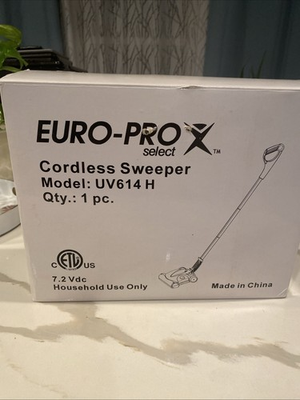 EURO-PRO X™
select
Cordless Sweeper
Model: UV614 H
Qty.: 1 pc.
c ETL US
7.2 Vdc
Household Use Only
Made in China